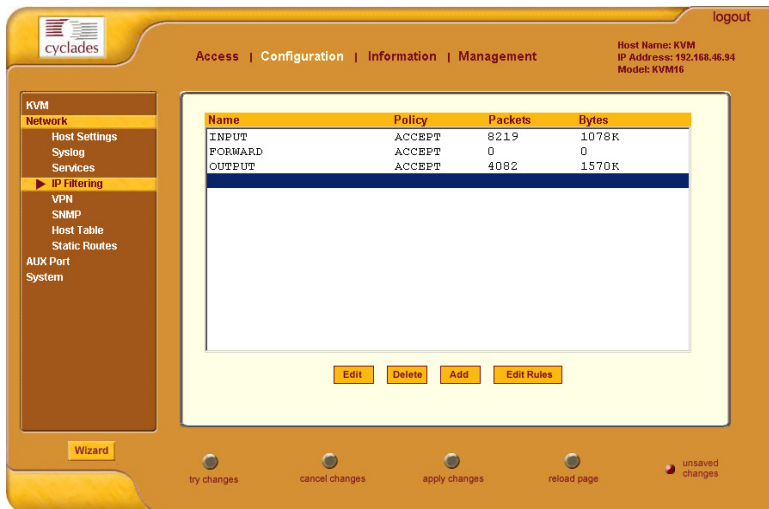 logout
cyclades
Access | Configuration | Information | Management
Host Name: KVM
IP Address: 192.168.46.94
Model: KVM16
KVM
Network
Host Settings
Syslog
Services
IP Filtering
VPN
SNMP
Host Table
Static Routes
AUX Port
System
Name Policy Packets Bytes
INPUT ACCEPT 8219 1078K
FORWARD ACCEPT 0 0
OUTPUT ACCEPT 4082 1570K
Edit Delete Add Edit Rules
Wizard
try changes
cancel changes
apply changes
reload page
unsaved
changes